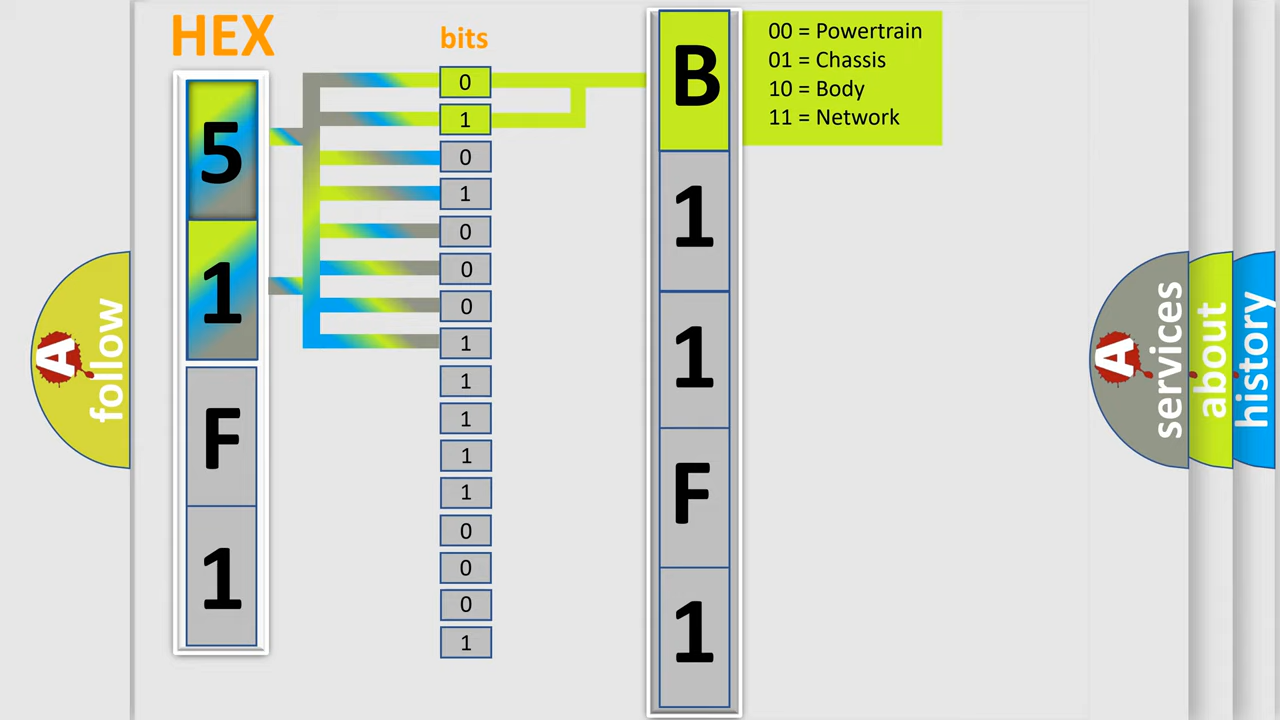 HEX
bits
5
1
F
1
0
1
0
1
0
0
0
1
1
1
1
1
0
0
0
1
B
1
1
F
1
00 = Powertrain
01 = Chassis
10 = Body
11 = Network
A
follow
A
services
about
history